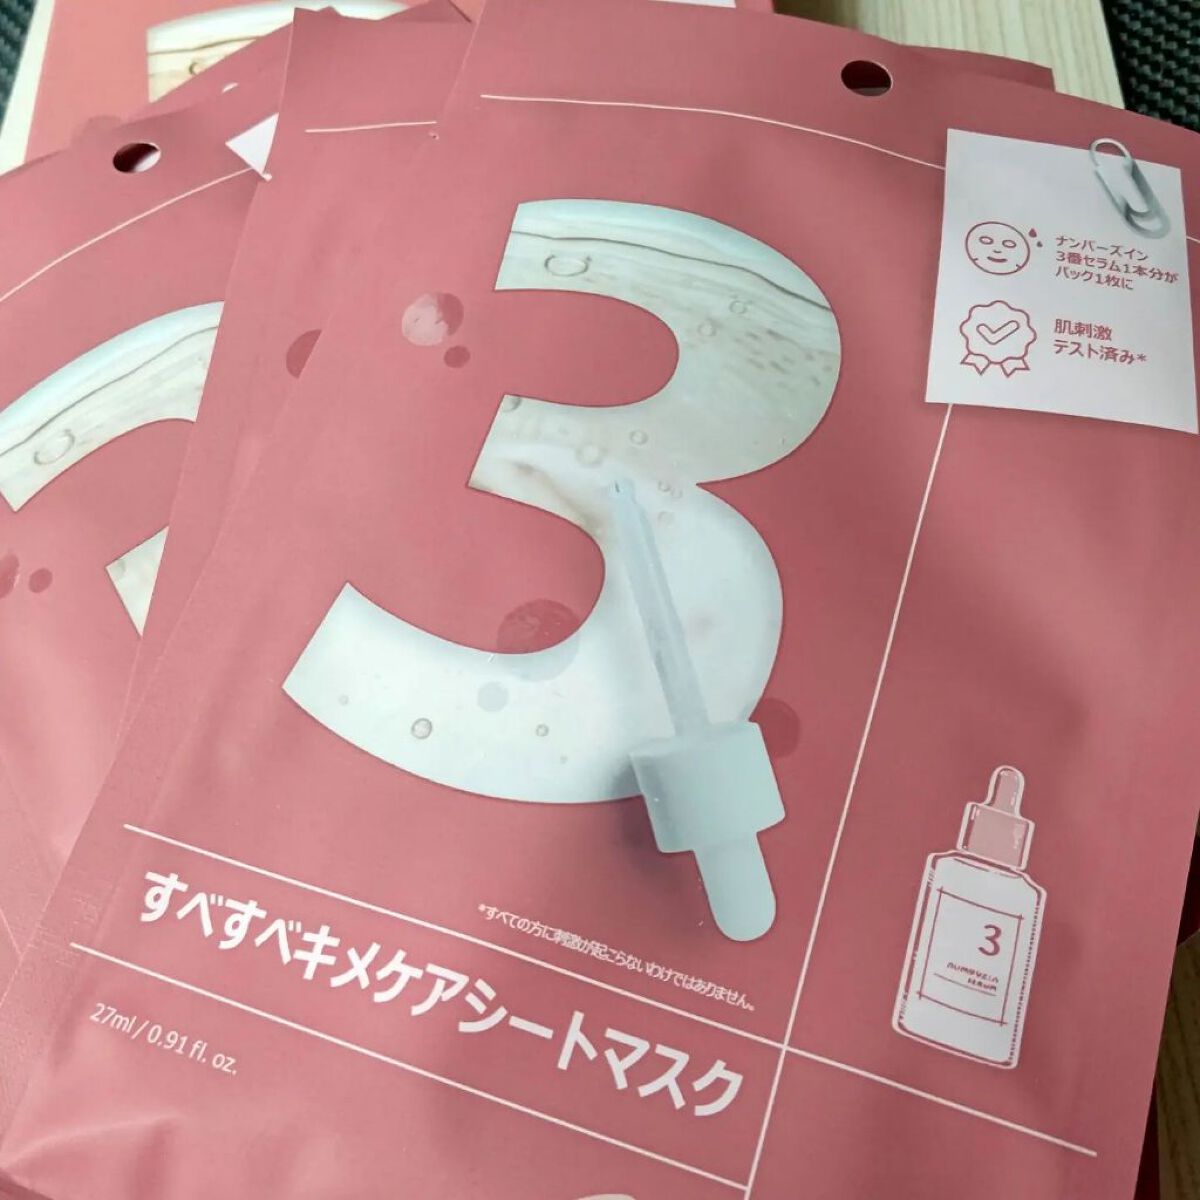 3
ナンバーズイン
3番セラム1本分が
パック1枚に
肌刺激
テスト済み*
*すべての方に刺激が起こらないわけではありません。
すべすべキメケアシートマスク
27ml / 0.91 fl. oz.
3
NUMBUZIN
SERUM